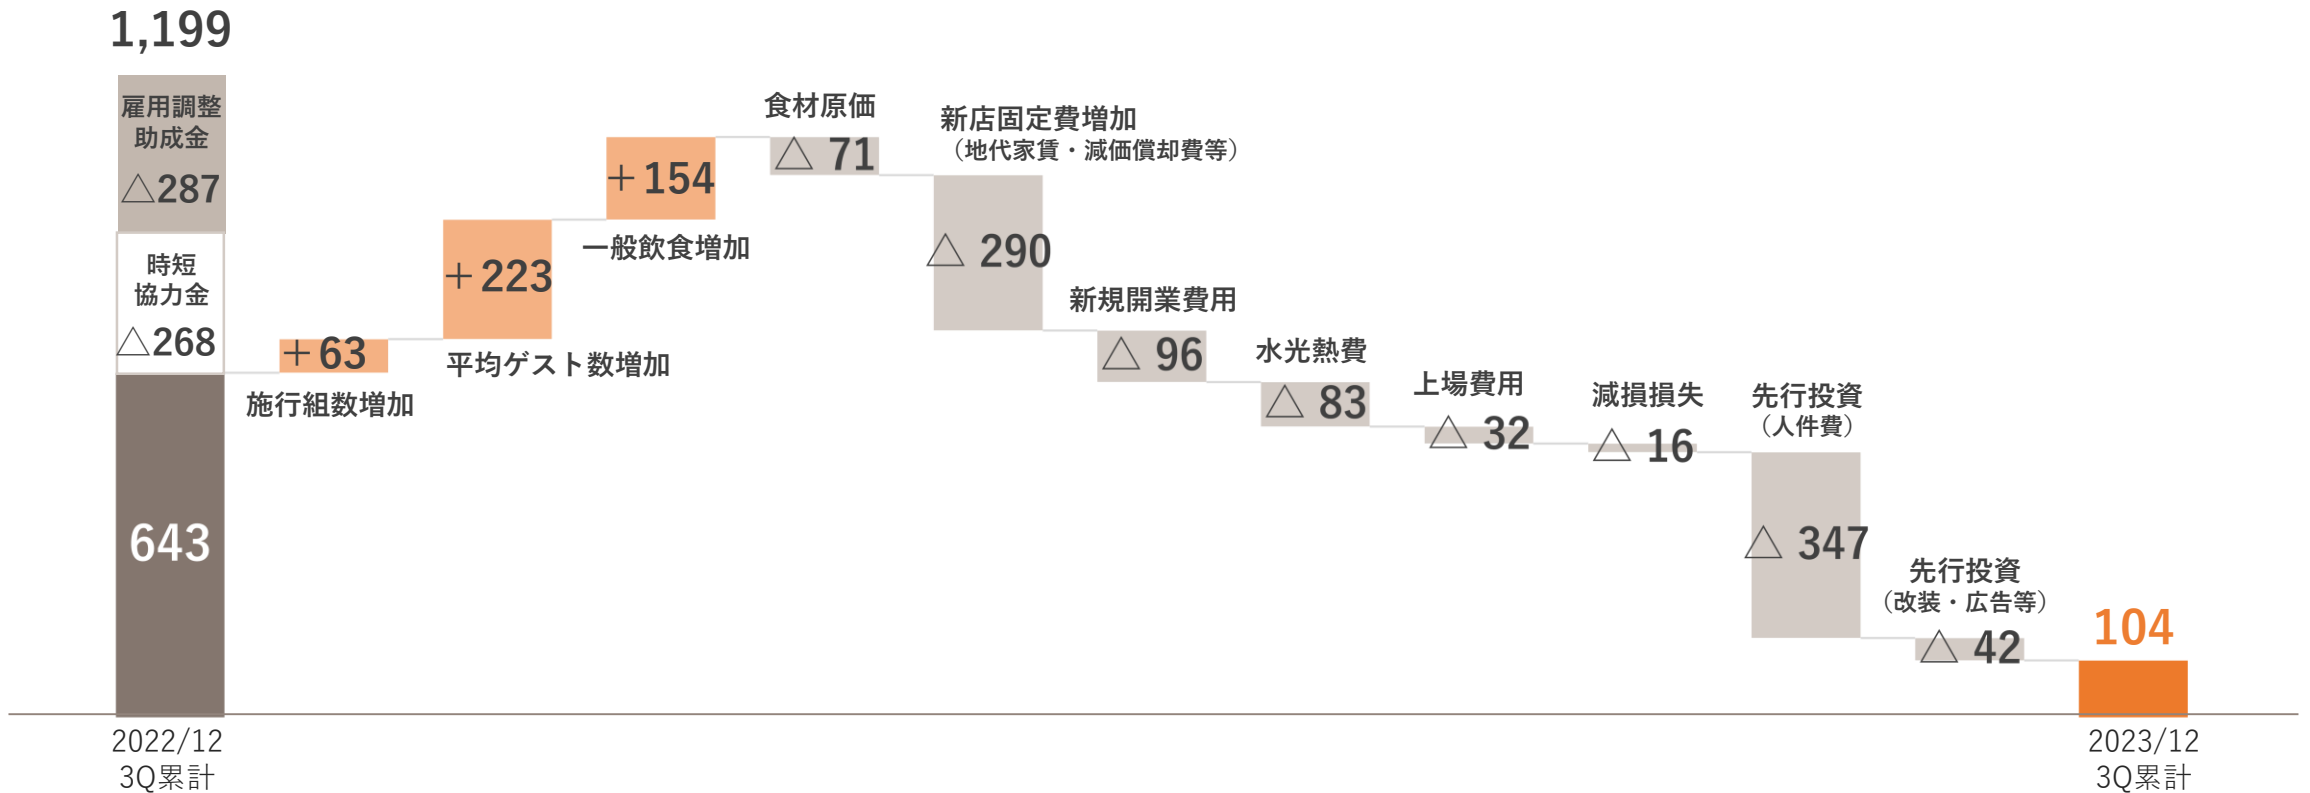 1,199
雇用調整
助成金
△287
時短
協力金
△268
643
2022/12
3Q累計
＋63
施行組数増加
＋223
平均ゲスト数増加
＋154
一般飲食増加
食材原価
△ 71
新店固定費増加
（地代家賃・減価償却費等）
△ 290
新規開業費用
△ 96
水光熱費
△ 83
上場費用
△ 32
減損損失
△ 16
先行投資
（人件費）
△ 347
先行投資
（改装・広告等）
△ 42
104
2023/12
3Q累計